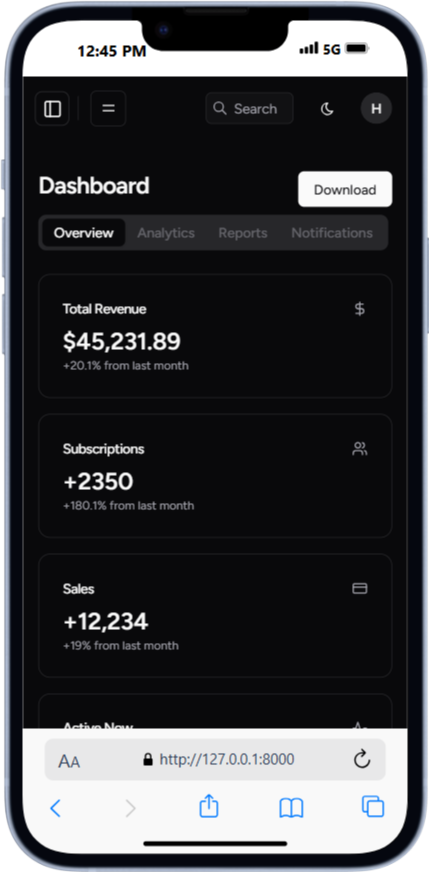 12:45 PM 5G
Search H
Dashboard
Download
Overview Analytics Reports Notifications
Total Revenue
$45,231.89
+20.1% from last month
Subscriptions
+2350
+180.1% from last month
Sales
+12,234
+19% from last month
Active Now
AA http://127.0.0.1:8000